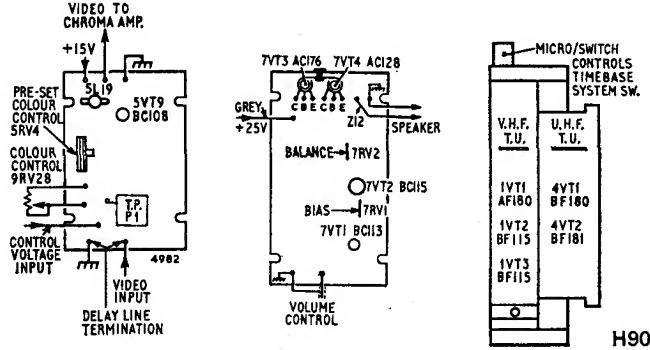 VIDEO TO
CHROMA AMP.
+15V
5L19
5VT9
BC108
PRE-SET
COLOUR
CONTROL
5RV4
COLOUR
CONTROL
9RV28
T.P.
P1
CONTROL
VOLTAGE
INPUT
4982
VIDEO
INPUT
DELAY LINE
TERMINATION
7VT3 AC176
7VT4 AC128
C B E C B E
GREY
+25V
Z12
SPEAKER
BALANCE
7RV2
7VT2 BC115
BIAS
7RV1
7VT1 BC113
VOLUME
CONTROL
MICRO/SWITCH
CONTROLS
TIMEBASE
SYSTEM SW.
V.H.F.
T.U.
U.H.F.
T.U.
1VT1
AF180
4VT1
BF180
1VT2
BF115
4VT2
BF181
1VT3
BF115
H90